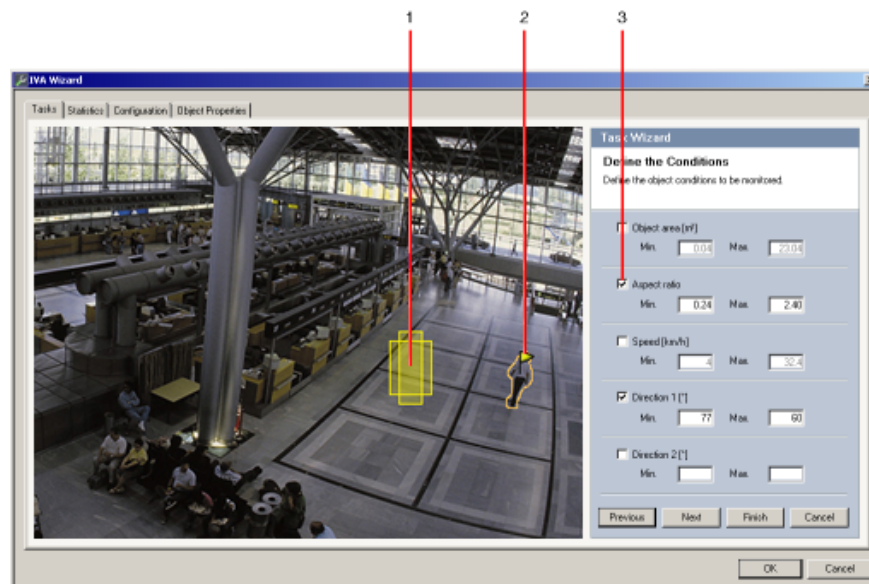 1 2 3
IVA Wizard
Tasks Statistics Configuration Object Properties
Task Wizard
Define the Conditions
Define the object conditions to be monitored.
Object area [m²]
Min. 0.04 Max. 23.04
Aspect ratio
Min. 0.24 Max. 2.40
Speed [km/h]
Min. 4 Max. 32.4
Direction 1 [°]
Min. 77 Max. 60
Direction 2 [°]
Min. Max.
Previous Next Finish Cancel
OK Cancel